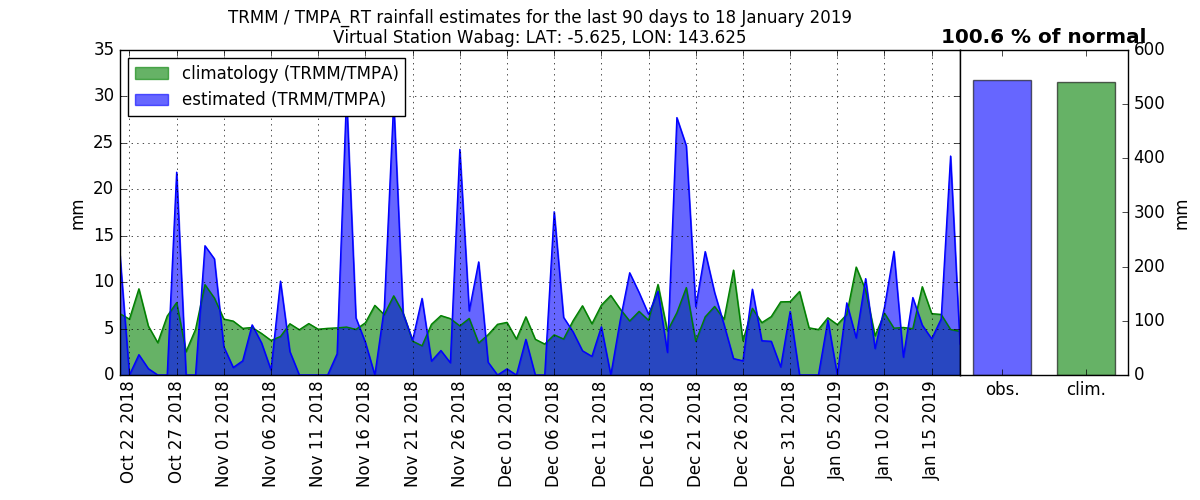 TRMM / TMPA_RT rainfall estimates for the last 90 days to 18 January 2019
Virtual Station Wabag: LAT: -5.625, LON: 143.625
100.6 % of normal
climatology (TRMM/TMPA)
estimated (TRMM/TMPA)
mm
35
30
25
20
15
10
5
0
Oct 22 2018
Oct 27 2018
Nov 01 2018
Nov 06 2018
Nov 11 2018
Nov 16 2018
Nov 21 2018
Nov 26 2018
Dec 01 2018
Dec 06 2018
Dec 11 2018
Dec 16 2018
Dec 21 2018
Dec 26 2018
Dec 31 2018
Jan 05 2019
Jan 10 2019
Jan 15 2019
600
500
400
300
200
100
0
mm
obs.
clim.